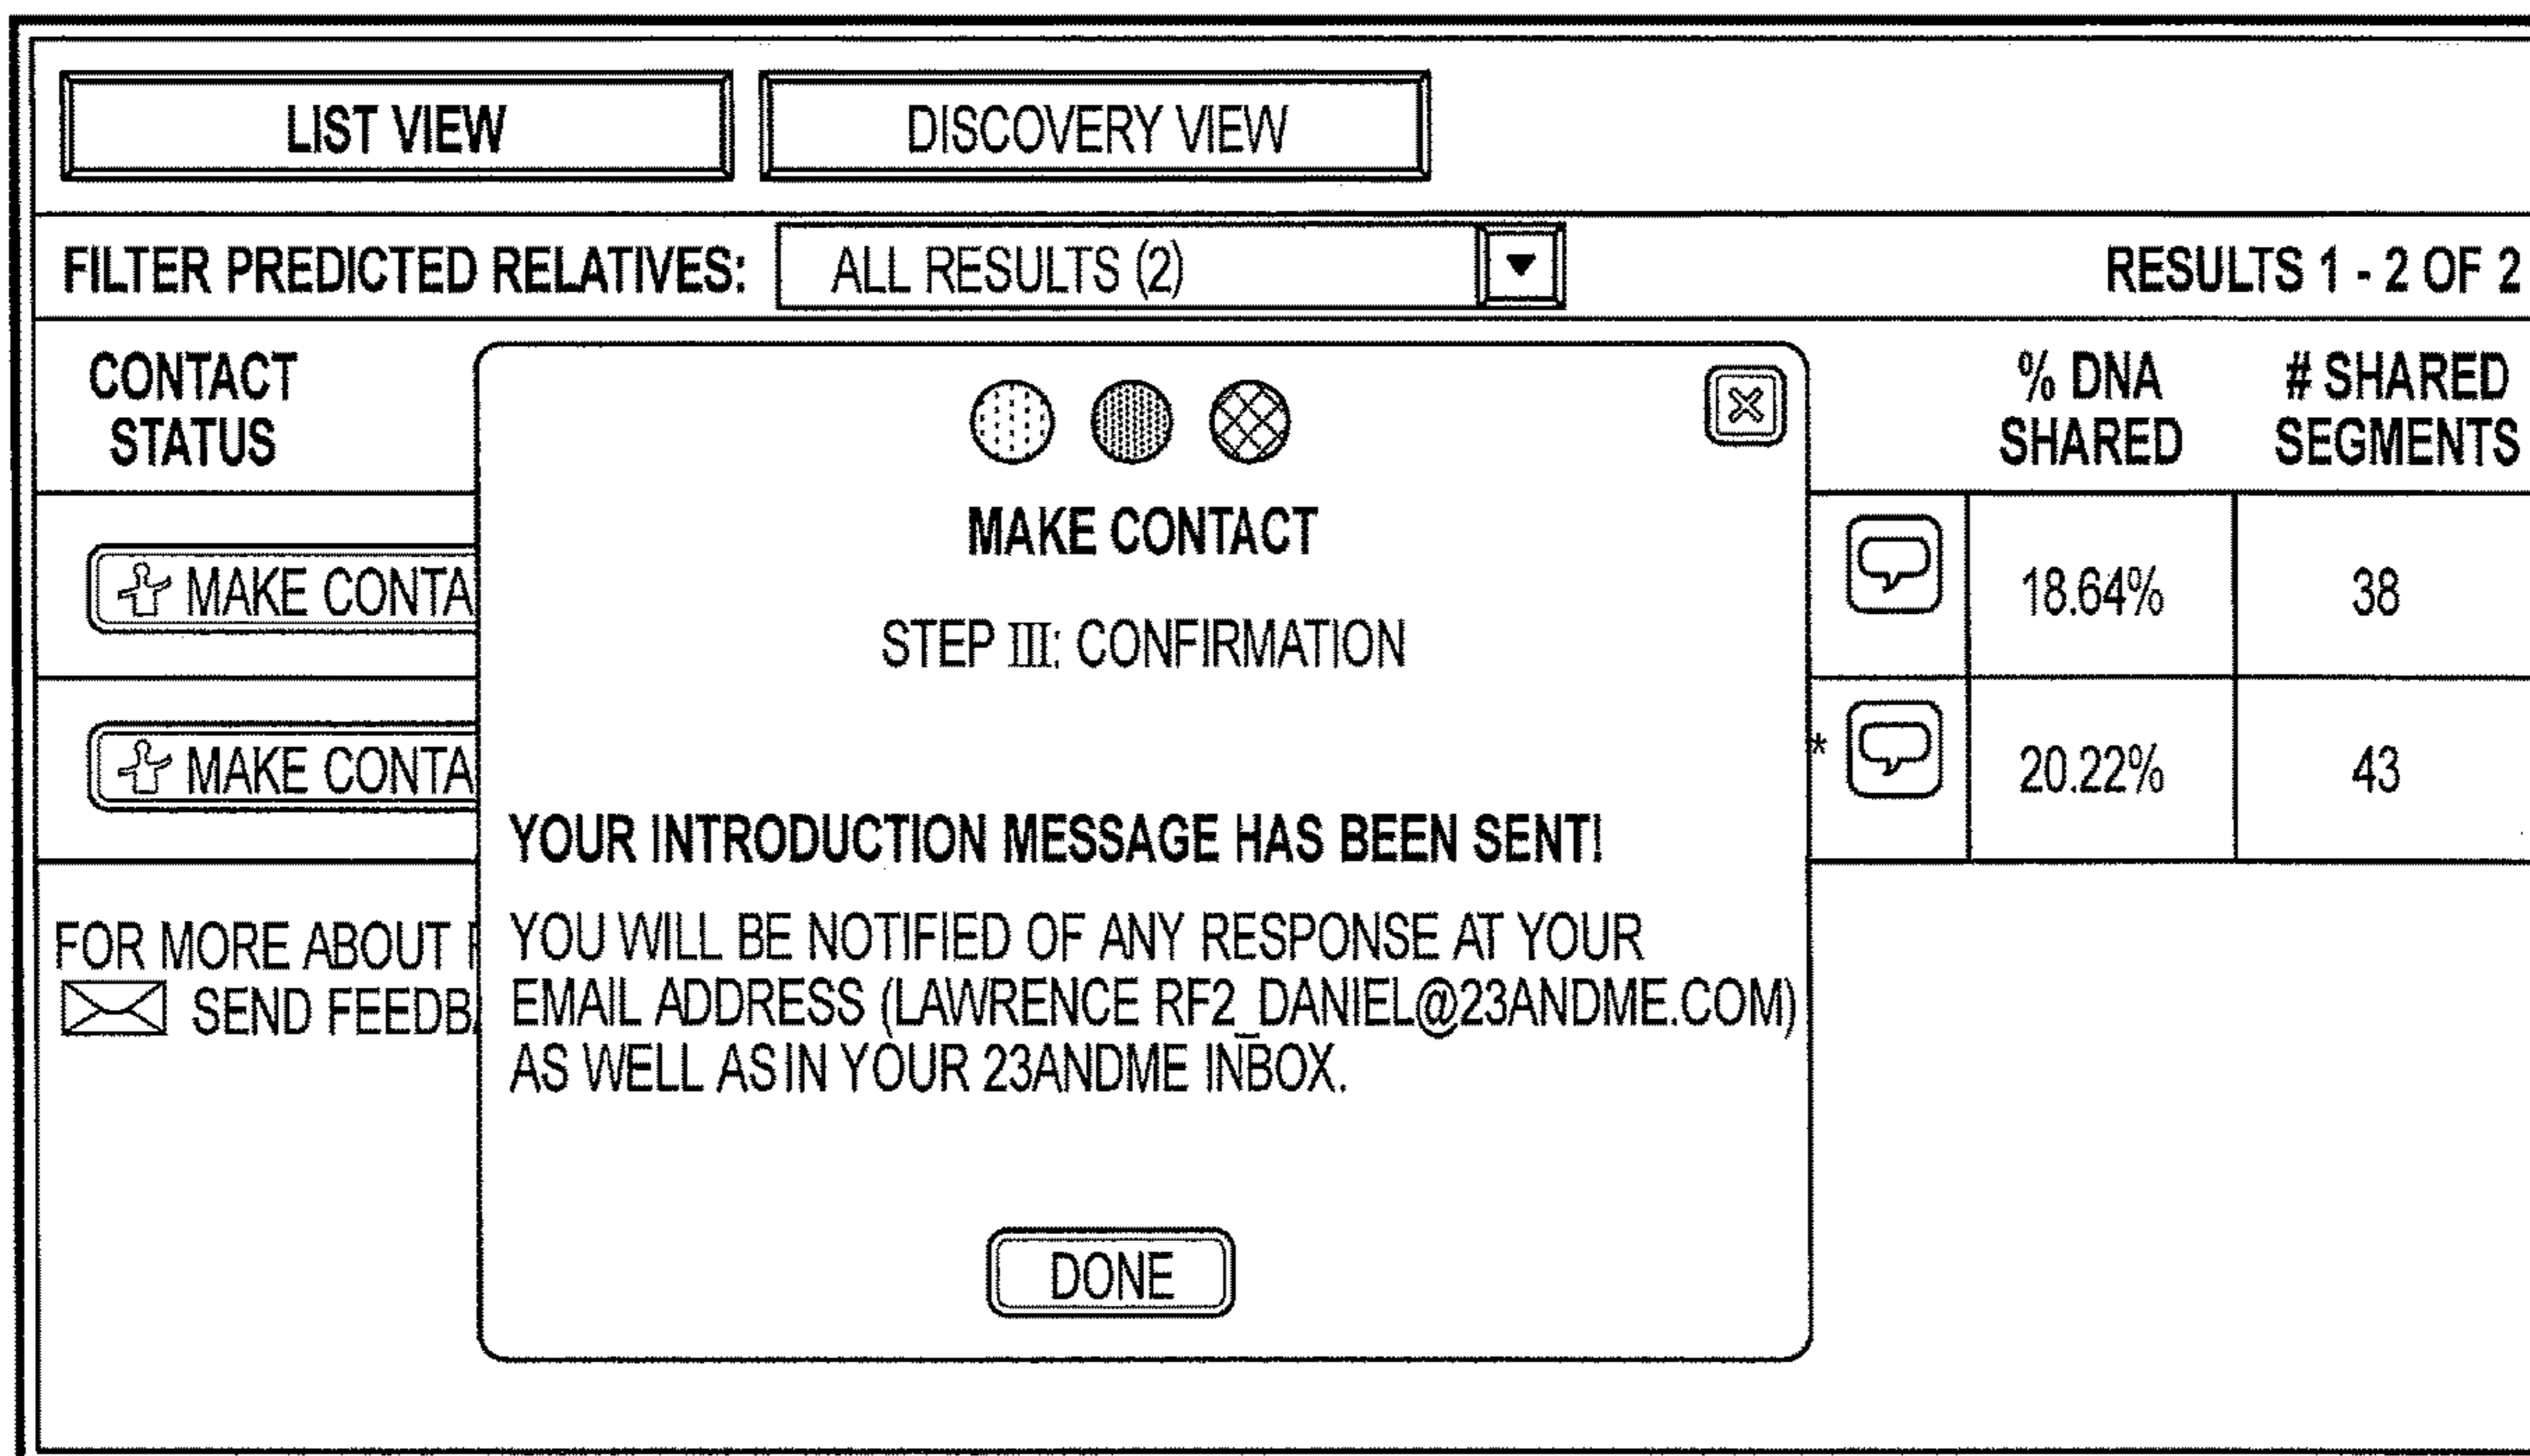 LIST VIEW
DISCOVERY VIEW
FILTER PREDICTED RELATIVES:
ALL RESULTS (2)
RESULTS 1 - 2 OF 2
CONTACT
STATUS
% DNA
SHARED
# SHARED
SEGMENTS
MAKE CONTA
18.64%
38
MAKE CONTA
*
20.22%
43
FOR MORE ABOUT
SEND FEEDBA
MAKE CONTACT
STEP III: CONFIRMATION
YOUR INTRODUCTION MESSAGE HAS BEEN SENT!
YOU WILL BE NOTIFIED OF ANY RESPONSE AT YOUR
EMAIL ADDRESS (LAWRENCE RF2_DANIEL@23ANDME.COM)
AS WELL AS IN YOUR 23ANDME INBOX.
DONE